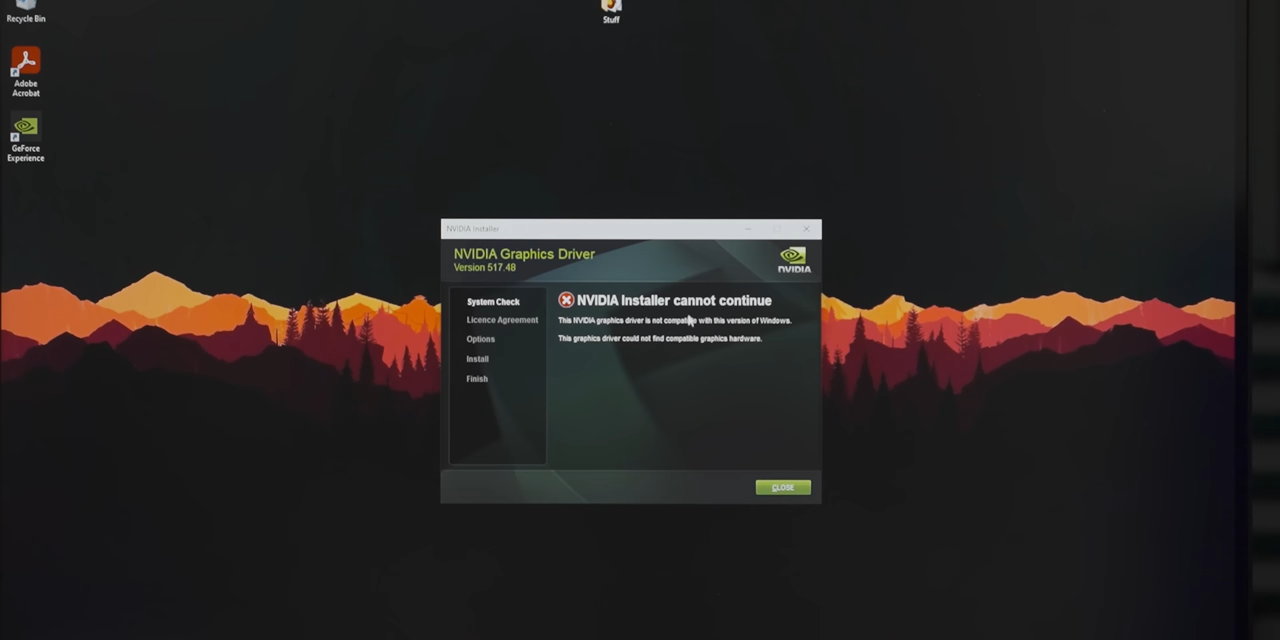 Recycle Bin
Stuff
Adobe
Acrobat
GeForce
Experience
NVIDIA Installer
NVIDIA Graphics Driver
Version 517.48
NVIDIA
System Check
Licence Agreement
Options
Install
Finish
NVIDIA Installer cannot continue
This NVIDIA graphics driver is not compatible with this version of Windows.
This graphics driver could not find compatible graphics hardware.
CLOSE